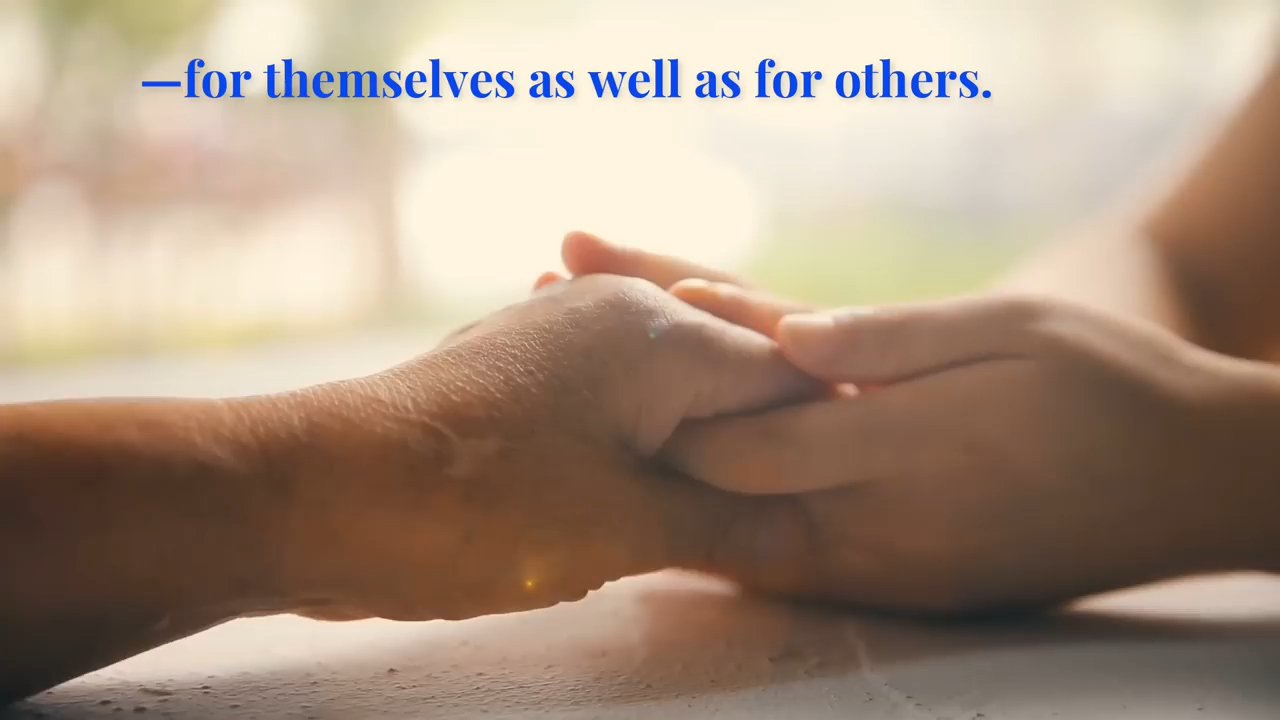 —for themselves as well as for others.